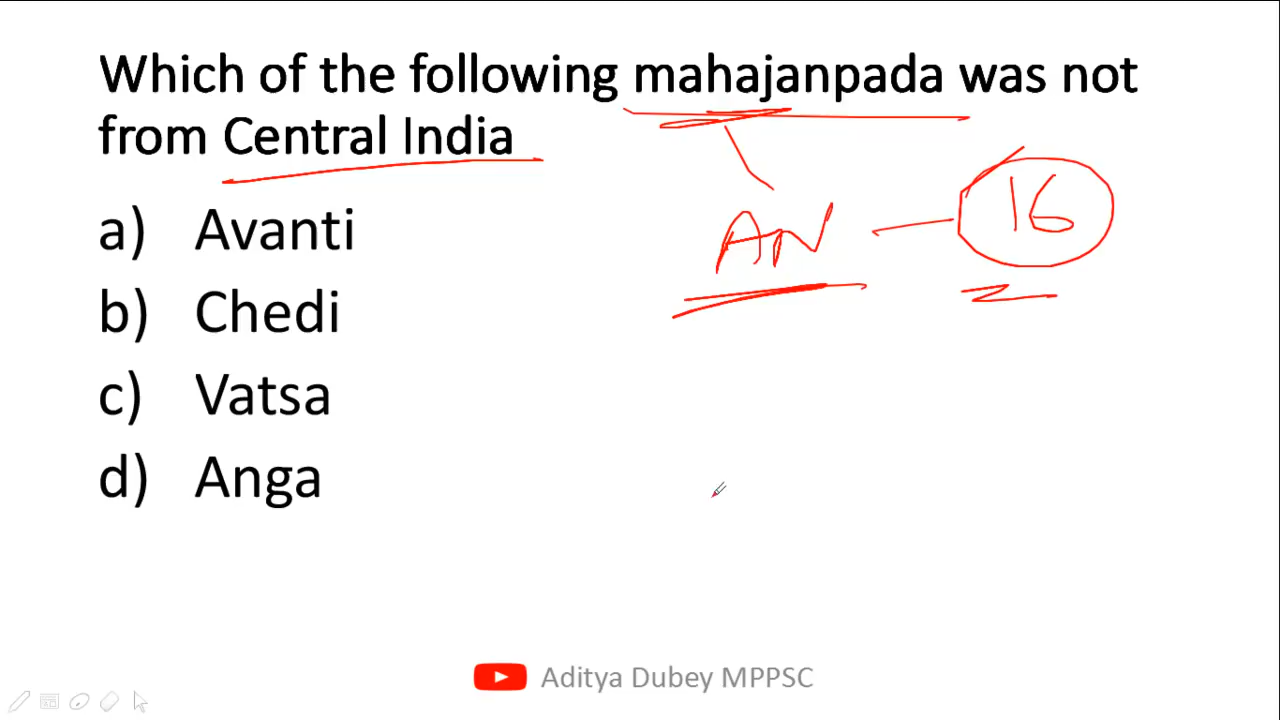 Which of the following mahajanpada was not
from Central India
AN — 16
a) Avanti
b) Chedi
c) Vatsa
d) Anga
Aditya Dubey MPPSC